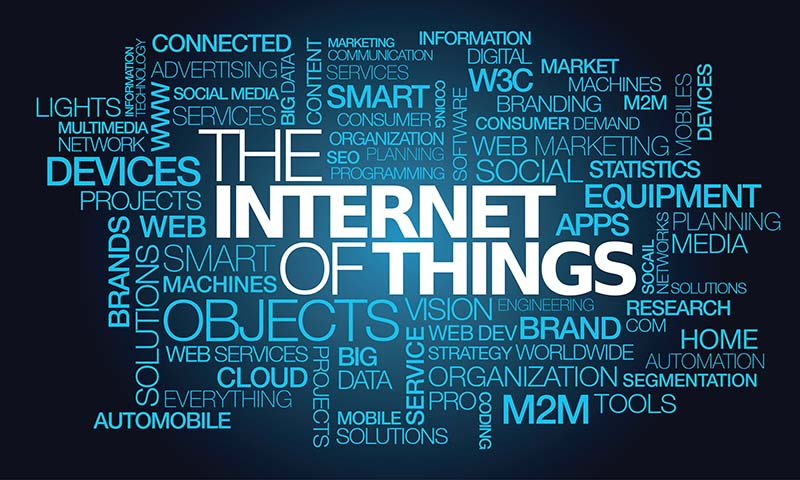 CONNECTED
ADVERTISING
SOCIAL MEDIA
SERVICES
INFORMATION
TECHNOLOGY
WWW
BIG DATA
CONTENT
MARKETING
COMMUNICATION
SERVICES
SMART
CONSUMER
CODING
ORGANIZATION
SEO PLANNING
PROGRAMMING
SOFTWARE
INFORMATION
DIGITAL
W3C
MARKET
MACHINES
BRANDING M2M
CONSUMER DEMAND
WEB MARKETING
SOCIAL
STATISTICS
MOBILES
DEVICES
LIGHTS
MULTIMEDIA
NETWORK
DEVICES
PROJECTS
WEB
BRANDS
SOLUTIONS
SMART
MACHINES
THE
INTERNET
OF THINGS
EQUIPMENT
APPS
PLANNING
MEDIA
SOCAIL
NETWORKS
SOLUTIONS
OBJECTS
VISION
ENGINEERING
RESEARCH
WEB DEV
BRAND
COM
HOME
WEB SERVICES
BIG
DATA
SERVICE
STRATEGY WORLDWIDE
AUTOMATION
CLOUD
PROJECTS
ORGANIZATION
SEGMENTATION
EVERYTHING
PRO
CODING
M2M
TOOLS
AUTOMOBILE
MOBILE
SOLUTIONS